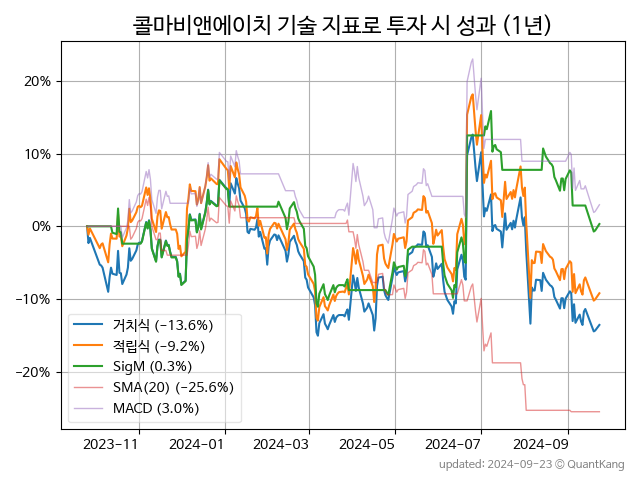 콜마비앤에이치 기술 지표로 투자 시 성과 (1년)
20%
10%
0%
−10%
−20%
거치식 (−13.6%)
적립식 (−9.2%)
SigM (0.3%)
SMA(20) (−25.6%)
MACD (3.0%)
2023-11 2024-01 2024-03 2024-05 2024-07 2024-09
updated: 2024-09-23 ⓒ QuantKang